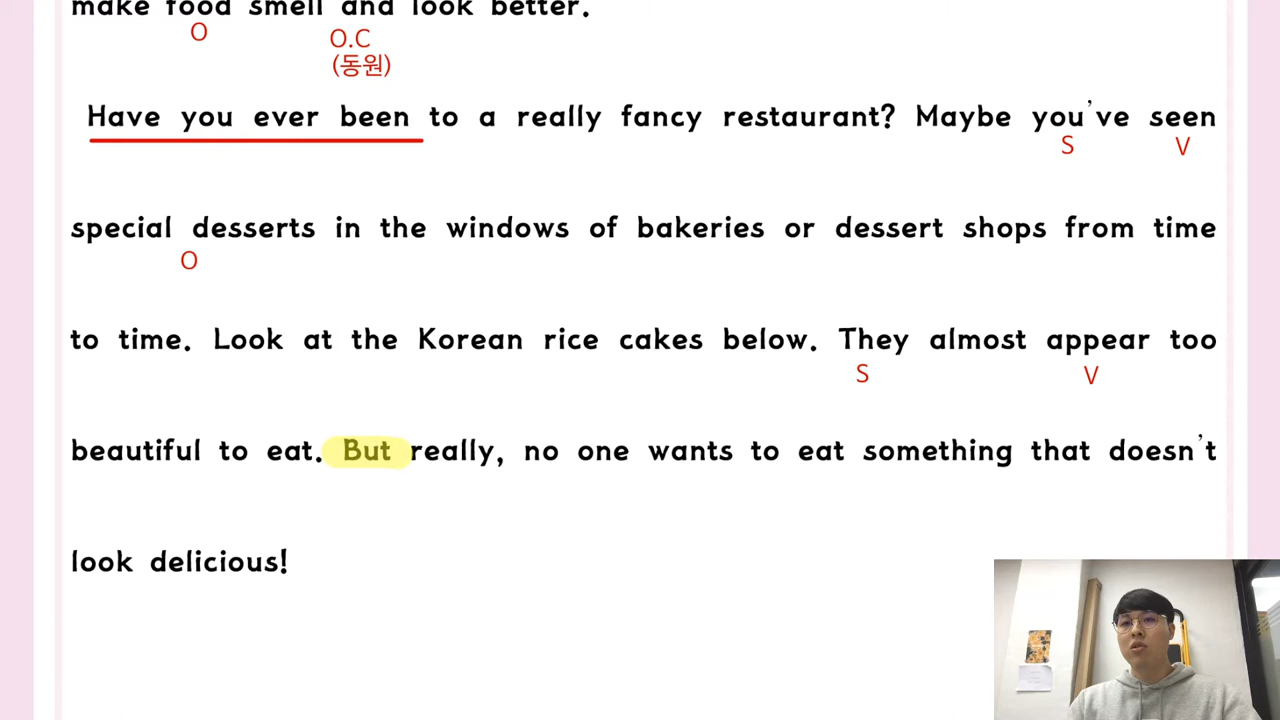 make food smell and look better.
O O.C
(동원)
Have you ever been to a really fancy restaurant? Maybe you've seen
S V
special desserts in the windows of bakeries or dessert shops from time
O
to time. Look at the Korean rice cakes below. They almost appear too
S V
beautiful to eat. But really, no one wants to eat something that doesn't
look delicious!